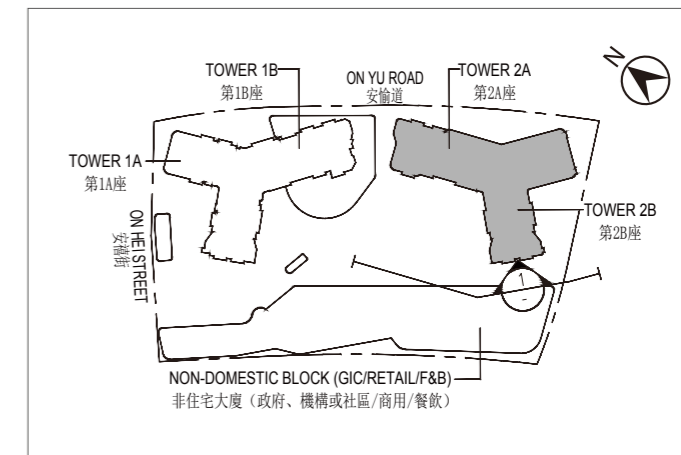 N
TOWER 1B
第1B座
ON YU ROAD
安愉道
TOWER 2A
第2A座
TOWER 1A
第1A座
ON HEI STREET
安禧街
TOWER 2B
第2B座
1
-
NON-DOMESTIC BLOCK (GIC/RETAIL/F&B)
非住宅大廈（政府、機構或社區/商用/餐飲）